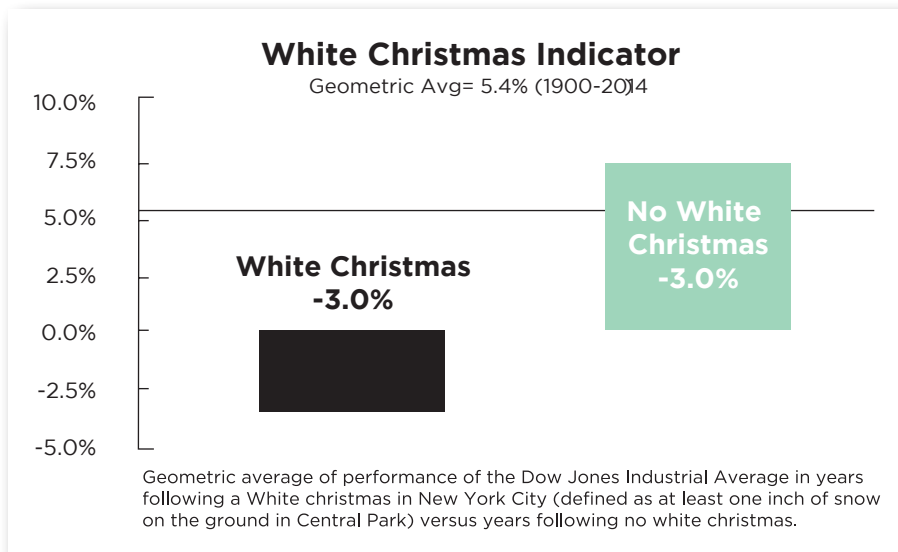 White Christmas Indicator
Geometric Avg= 5.4% (1900-2014)
10.0%
7.5%
5.0%
2.5%
0.0%
-2.5%
-5.0%
White Christmas
-3.0%
No White
Christmas
-3.0%
Geometric average of performance of the Dow Jones Industrial Average in years
following a White christmas in New York City (defined as at least one inch of snow
on the ground in Central Park) versus years following no white christmas.